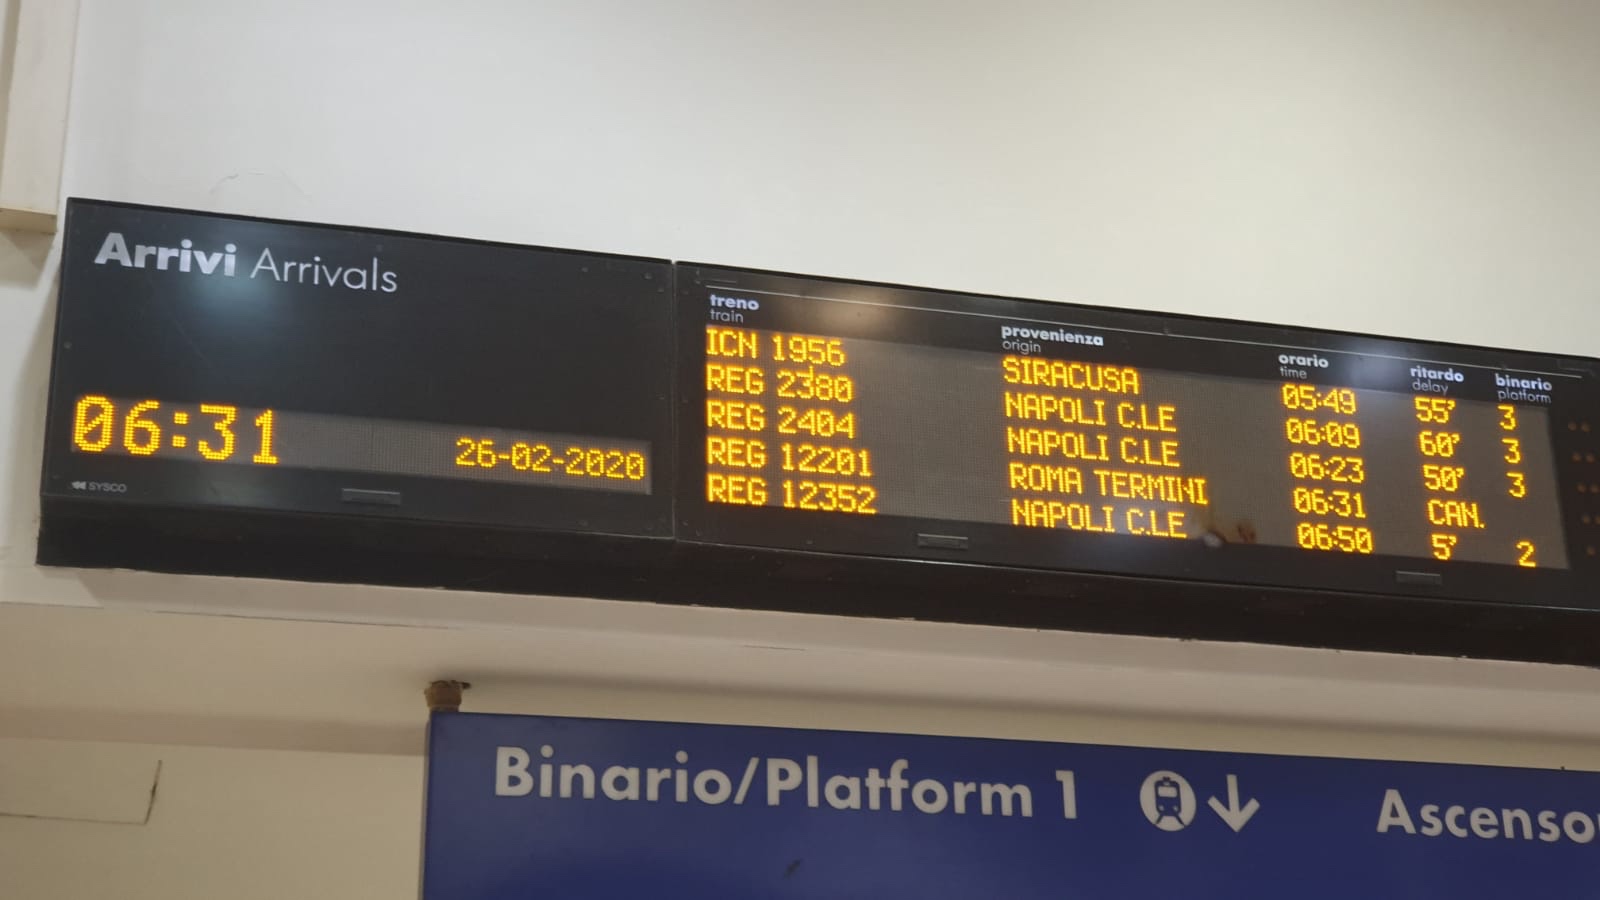 Arrivi Arrivals
06:31 26-02-2020
SYSCO
treno provenienza orario ritardo binario
train origin time delay platform
ICN 1956 SIRACUSA 05:49 55' 3
REG 2380 NAPOLI C.LE 06:09 60' 3
REG 2404 NAPOLI C.LE 06:23 50' 3
REG 12201 ROMA TERMINI 06:31 CAN.
REG 12352 NAPOLI C.LE 06:50 5' 2
Binario/Platform 1 Ascenso